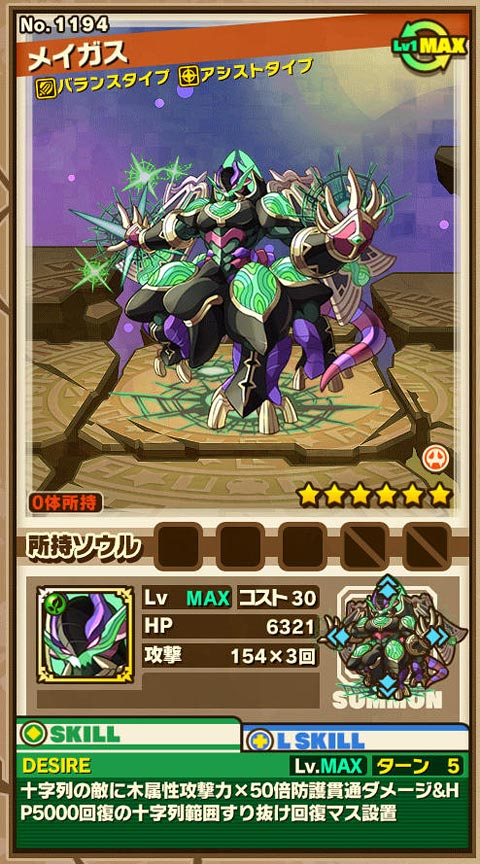 No.1194
メイガス
Lv1 MAX
バランスタイプ アシストタイプ
0体所持
所持ソウル
Lv MAX コスト 30
HP 6321
攻撃 154×3回
SUMMON
SKILL
L SKILL
DESIRE Lv.MAX ターン 5
十字列の敵に木属性攻撃力×50倍防護貫通ダメージ&H
P5000回復の十字列範囲すり抜け回復マス設置